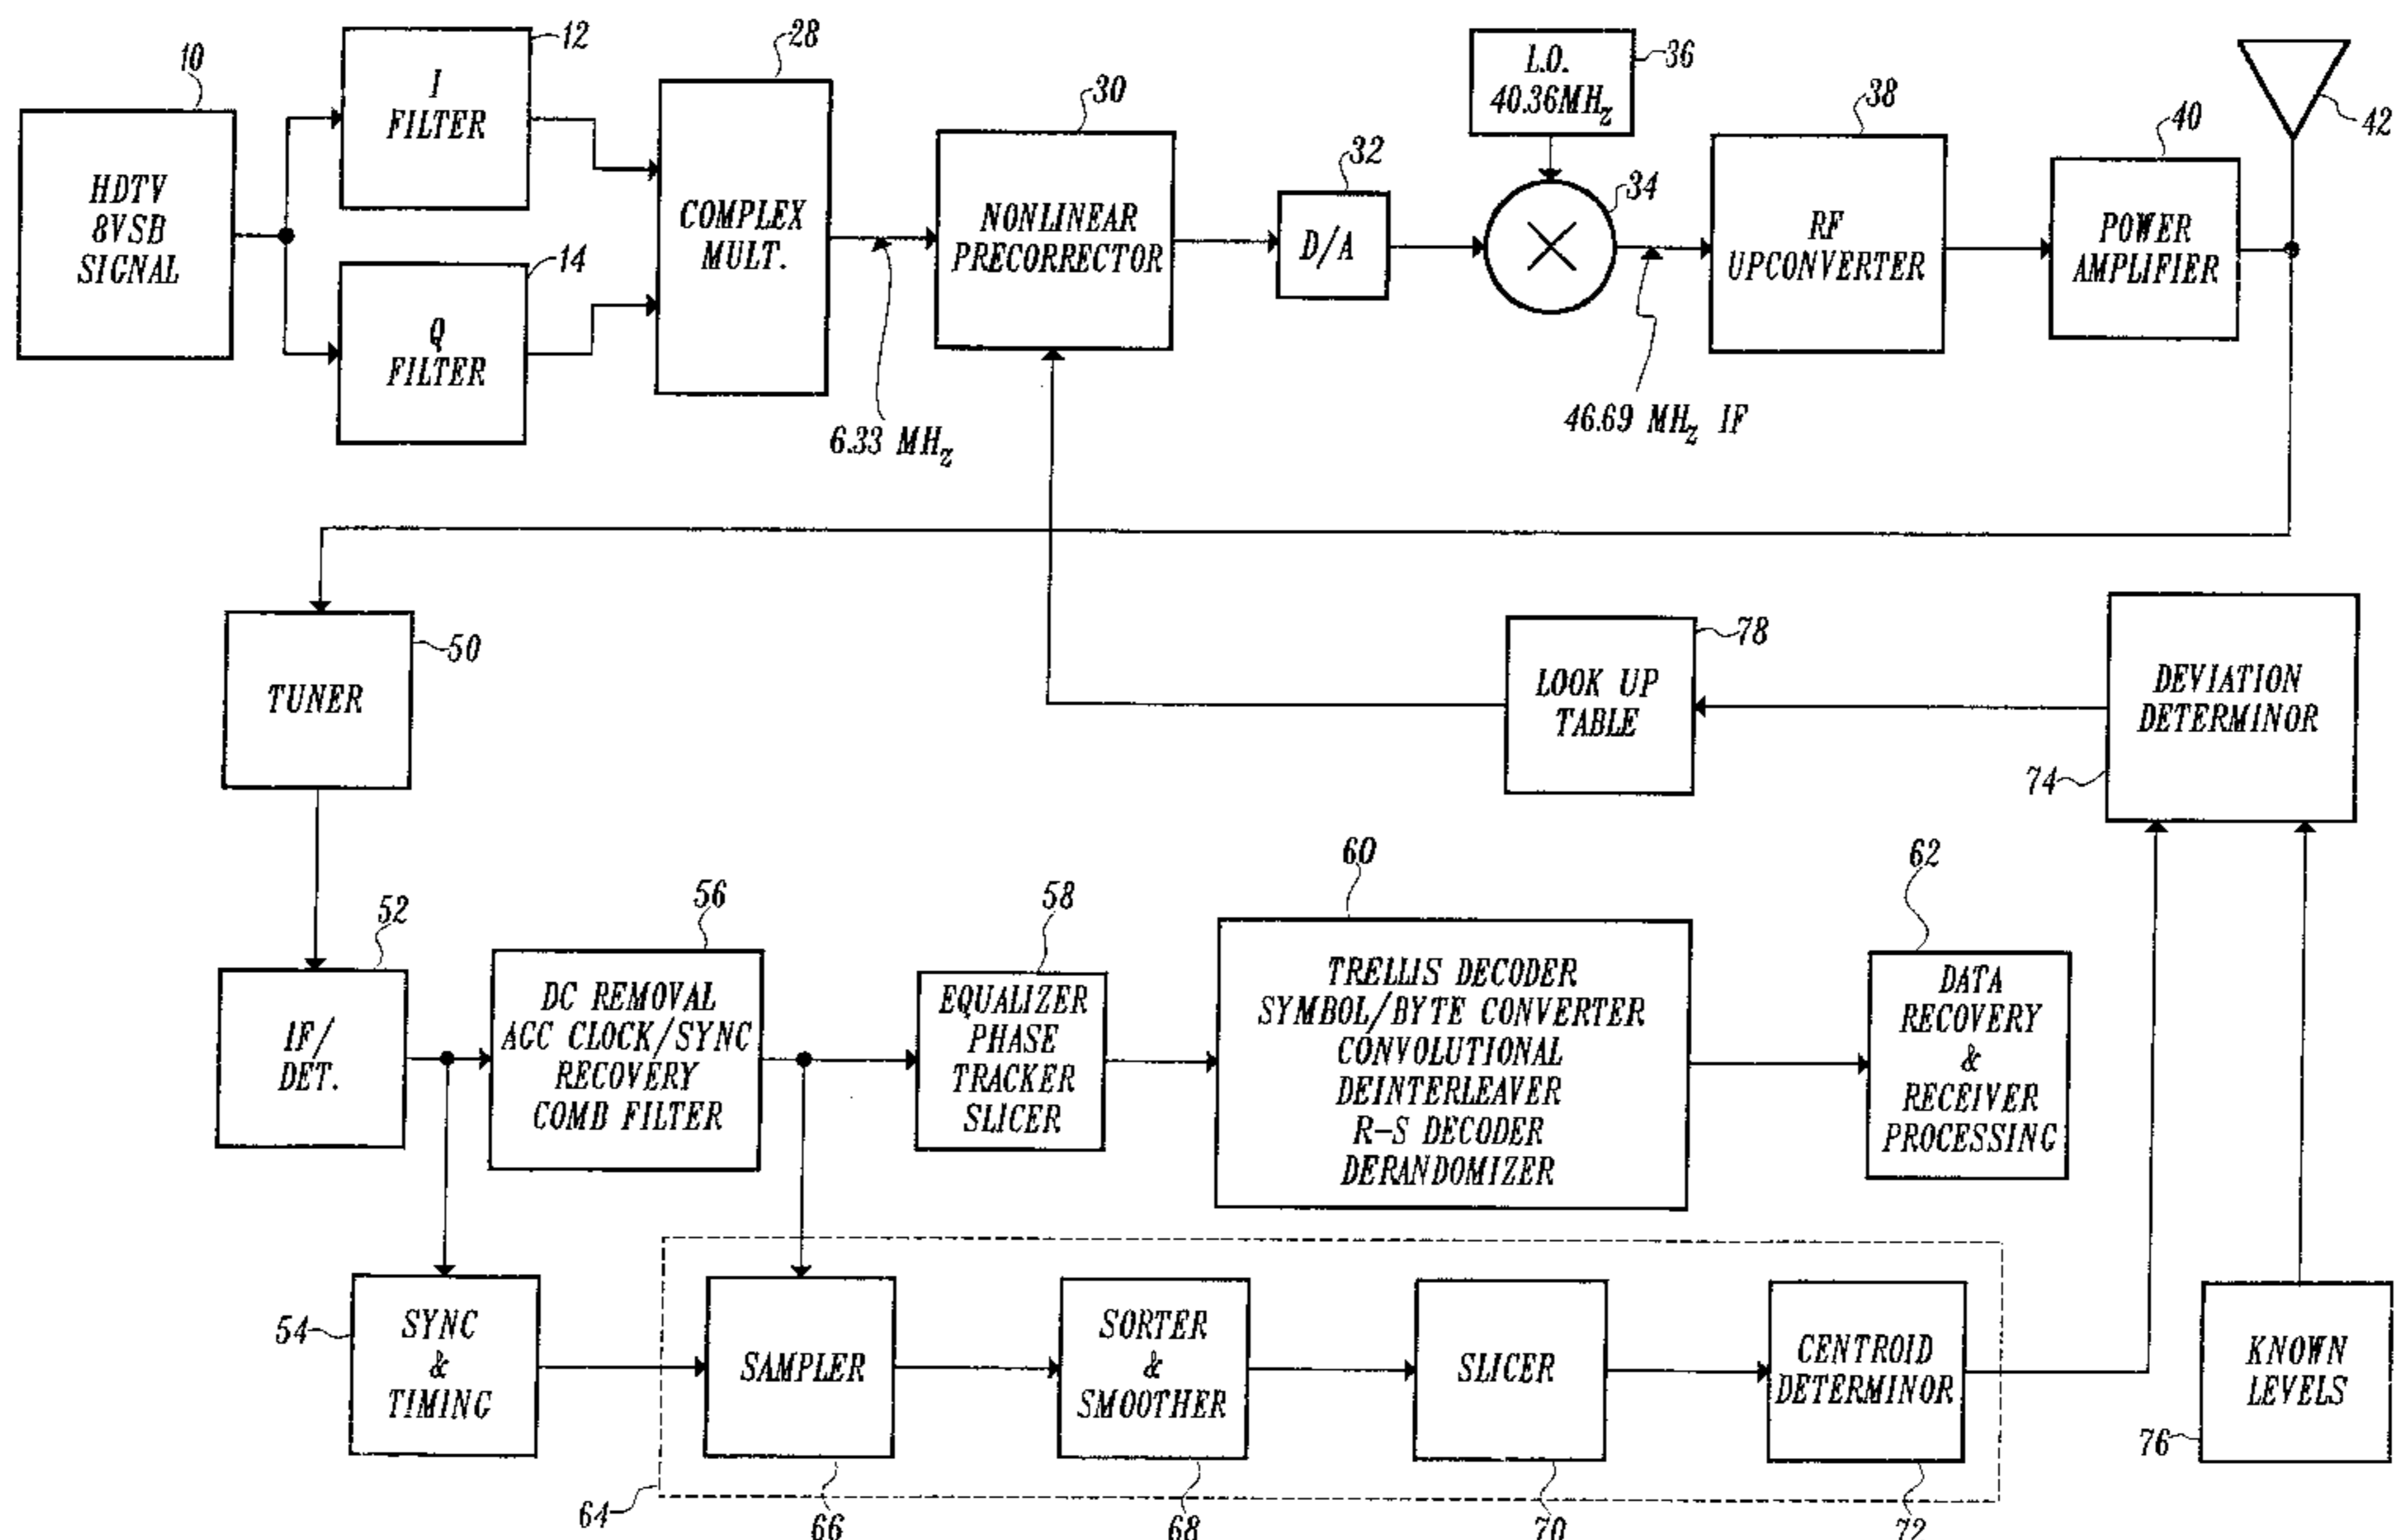 10
HDTV
8VSB
SIGNAL
12
I
FILTER
14
Q
FILTER
28
COMPLEX
MULT.
6.33 MHz
30
NONLINEAR
PRECORRECTOR
32
D/A
L.O.
40.36MHz
36
34
46.69 MHz IF
38
RF
UPCONVERTER
40
POWER
AMPLIFIER
42
TUNER
50
LOOK UP
TABLE
78
DEVIATION
DETERMINOR
74
52
IF/
DET.
56
DC REMOVAL
AGC CLOCK/SYNC
RECOVERY
COMB FILTER
58
EQUALIZER
PHASE
TRACKER
SLICER
60
TRELLIS DECODER
SYMBOL/BYTE CONVERTER
CONVOLUTIONAL
DEINTERLEAVER
R-S DECODER
DERANDOMIZER
62
DATA
RECOVERY
&
RECEIVER
PROCESSING
54
SYNC
&
TIMING
SAMPLER
SORTER
&
SMOOTHER
SLICER
CENTROID
DETERMINOR
KNOWN
LEVELS
76
64
66
68
70
72